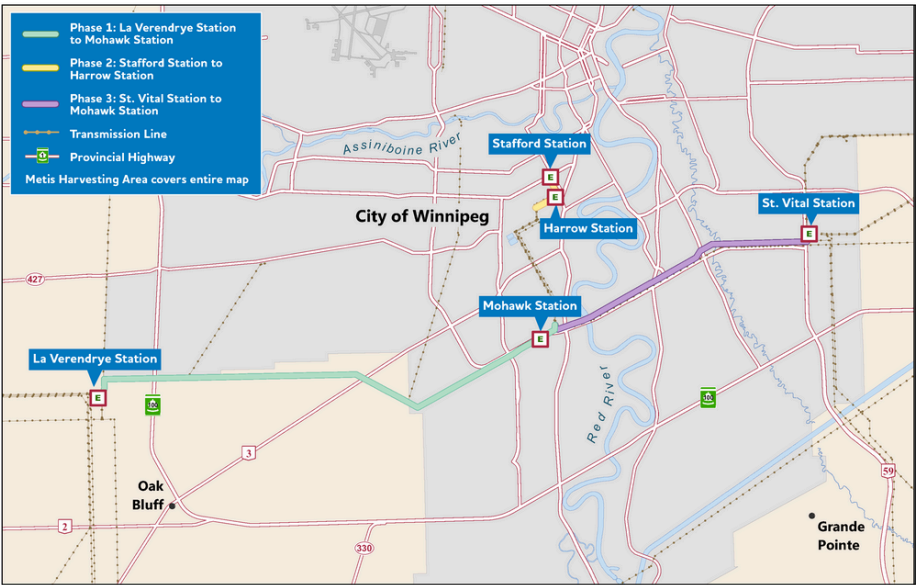 Phase 1: La Verendrye Station
to Mohawk Station
Phase 2: Stafford Station to
Harrow Station
Phase 3: St. Vital Station to
Mohawk Station
Transmission Line
Provincial Highway
Metis Harvesting Area covers entire map
Assiniboine River
Stafford Station
City of Winnipeg
E
E
Harrow Station
St. Vital Station
E
427
Mohawk Station
E
La Verendrye Station
E
100
100
Red River
3
Oak
Bluff
2
330
59
Grande
Pointe